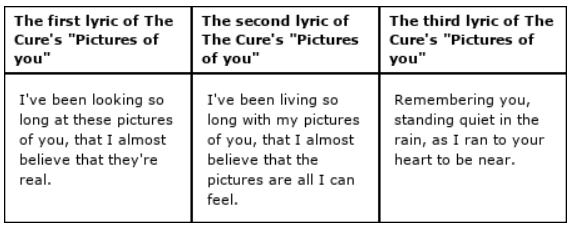 The first lyric of The
Cure's "Pictures of
you"
The second lyric of
The Cure's "Pictures
of you"
The third lyric of The
Cure's "Pictures of
you"
I've been looking so
long at these pictures
of you, that I almost
believe that they're
real.
I've been living so
long with my pictures
of you, that I almost
believe that the
pictures are all I can
feel.
Remembering you,
standing quiet in the
rain, as I ran to your
heart to be near.